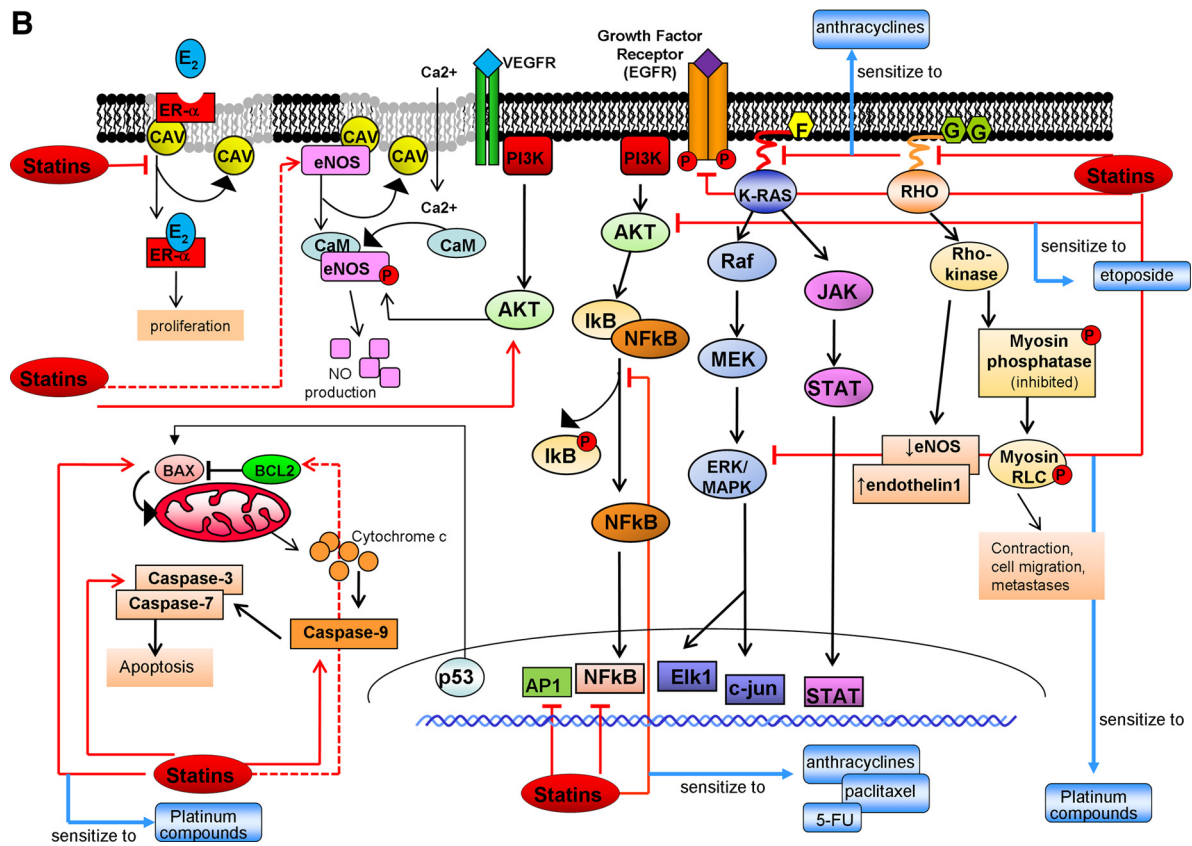 B
E2
ER-α
CAV
CAV
Statins
E2
ER-α
proliferation
Statins
CAV
eNOS
CAV
Ca2+
Ca2+
CaM
CaM
eNOS
P
NO
production
VEGFR
PI3K
AKT
Growth Factor
Receptor
(EGFR)
PI3K
P
P
AKT
IkB
NFkB
IkB
P
NFkB
F
K-RAS
Raf
MEK
ERK/
MAPK
JAK
STAT
anthracyclines
sensitize to
G
G
RHO
Statins
Rho-
kinase
sensitize to
etoposide
Myosin
phosphatase
(inhibited)
P
↓eNOS
↑endothelin1
Myosin
RLC
P
Contraction,
cell migration,
metastases
sensitize to
Platinum
compounds
BAX
BCL2
Cytochrome c
Caspase-3
Caspase-7
Caspase-9
Apoptosis
Statins
sensitize to
Platinum
compounds
p53
AP1
NFkB
Elk1
c-jun
STAT
Statins
sensitize to
anthracyclines
paclitaxel
5-FU